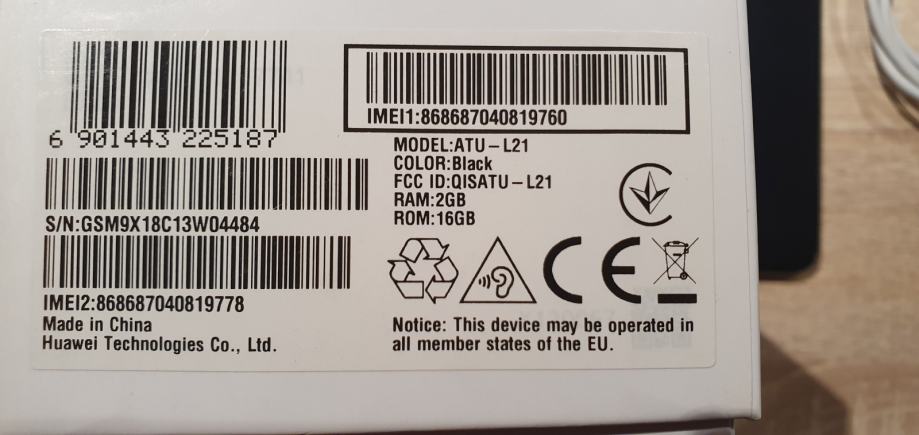 6 901443 225187
S/N:GSM9X18C13W04484
IMEI2:868687040819778
Made in China
Huawei Technologies Co., Ltd.
IMEI1:868687040819760
MODEL:ATU-L21
COLOR:Black
FCC ID:QISATU-L21
RAM:2GB
ROM:16GB
CE
Notice: This device may be operated in
all member states of the EU.